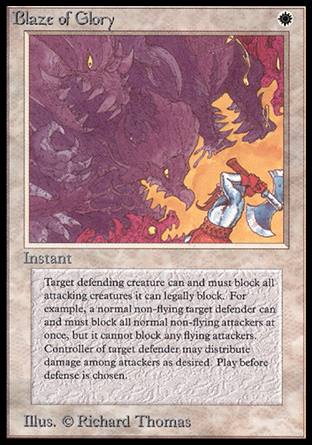 Blaze of Glory
Instant
Target defending creature can and must block all
attacking creatures it can legally block. For
example, a normal non-flying target defender can
and must block all normal non-flying attackers at
once, but it cannot block any flying attackers.
Controller of target defender may distribute
damage among attackers as desired. Play before
defense is chosen.
Illus. © Richard Thomas